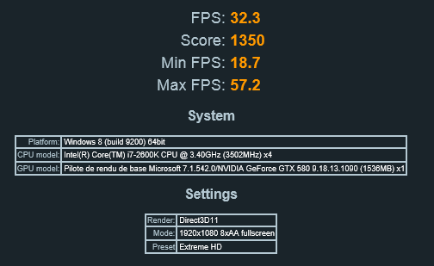 FPS: 32.3
Score: 1350
Min FPS: 18.7
Max FPS: 57.2
System
Platform: Windows 8 (build 9200) 64bit
CPU model: Intel(R) Core(TM) i7-2600K CPU @ 3.40GHz (3502MHz) x4
GPU model: Pilote de rendu de base Microsoft 7.1.542.0/NVIDIA GeForce GTX 580 9.18.13.1090 (1536MB) x1
Settings
Render: Direct3D11
Mode: 1920x1080 8xAA fullscreen
Preset Extreme HD